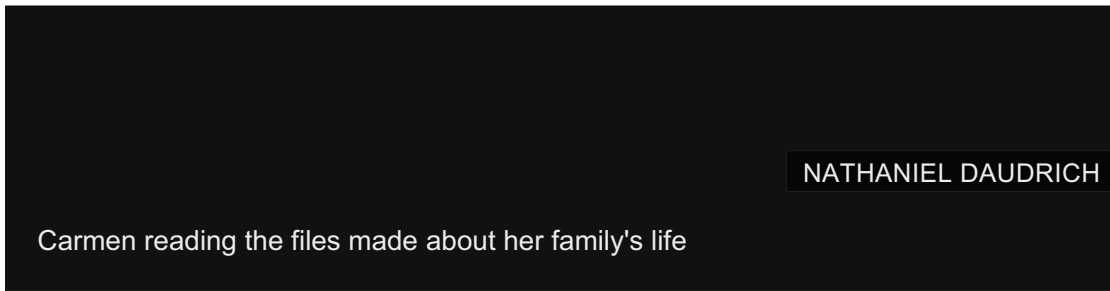 NATHANIEL DAUDRICH
Carmen reading the files made about her family's life